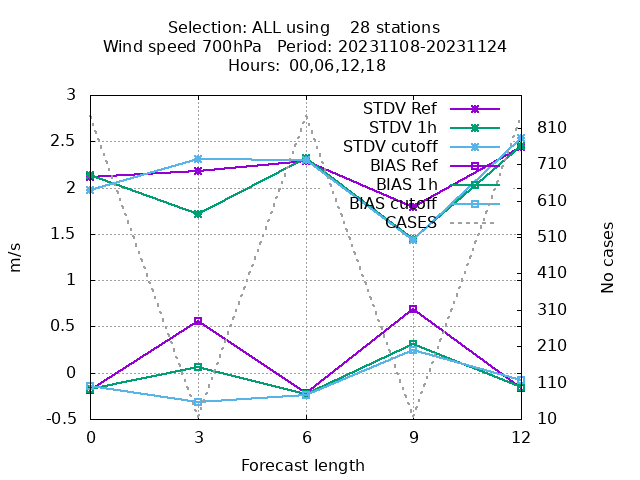 Selection: ALL using    28 stations
Wind speed 700hPa   Period: 20231108-20231124
Hours: 00,06,12,18
3
2.5
2
1.5
1
0.5
0
-0.5
m/s
STDV Ref
STDV 1h
STDV cutoff
BIAS Ref
BIAS 1h
BIAS cutoff
CASES
810
710
610
510
410
310
210
110
10
No cases
0 3 6 9 12
Forecast length